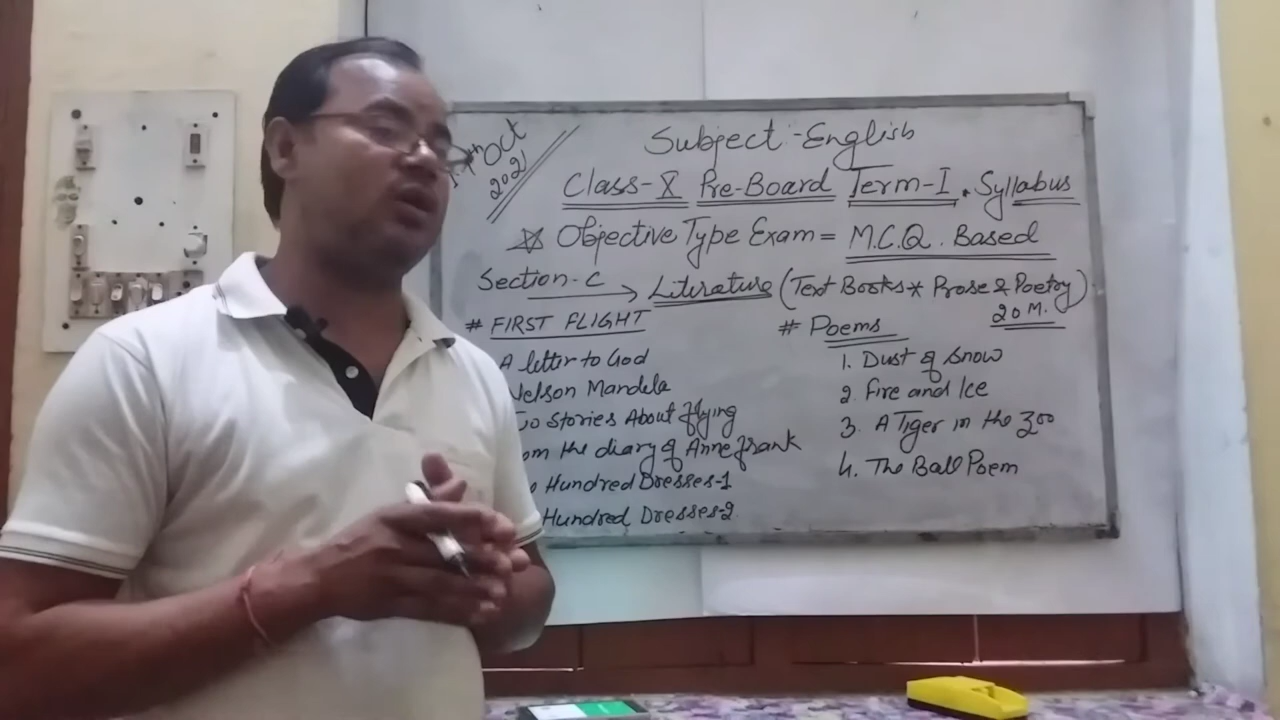 Oct
2021
Subject:-English
Class-X Pre-Board Term-I. Syllabus
Objective Type Exam = M.C.Q. Based
Section-C → Literature (Text Books * Prose & Poetry)
20 M.
# FIRST FLIGHT
A letter to God
Nelson Mandela
Stories About flying
the diary of Anne frank
Hundred Dresses-1
Hundred Dresses-2
# Poems
1. Dust of snow
2. Fire and Ice
3. A Tiger in the Zoo
4. The Ball Poem